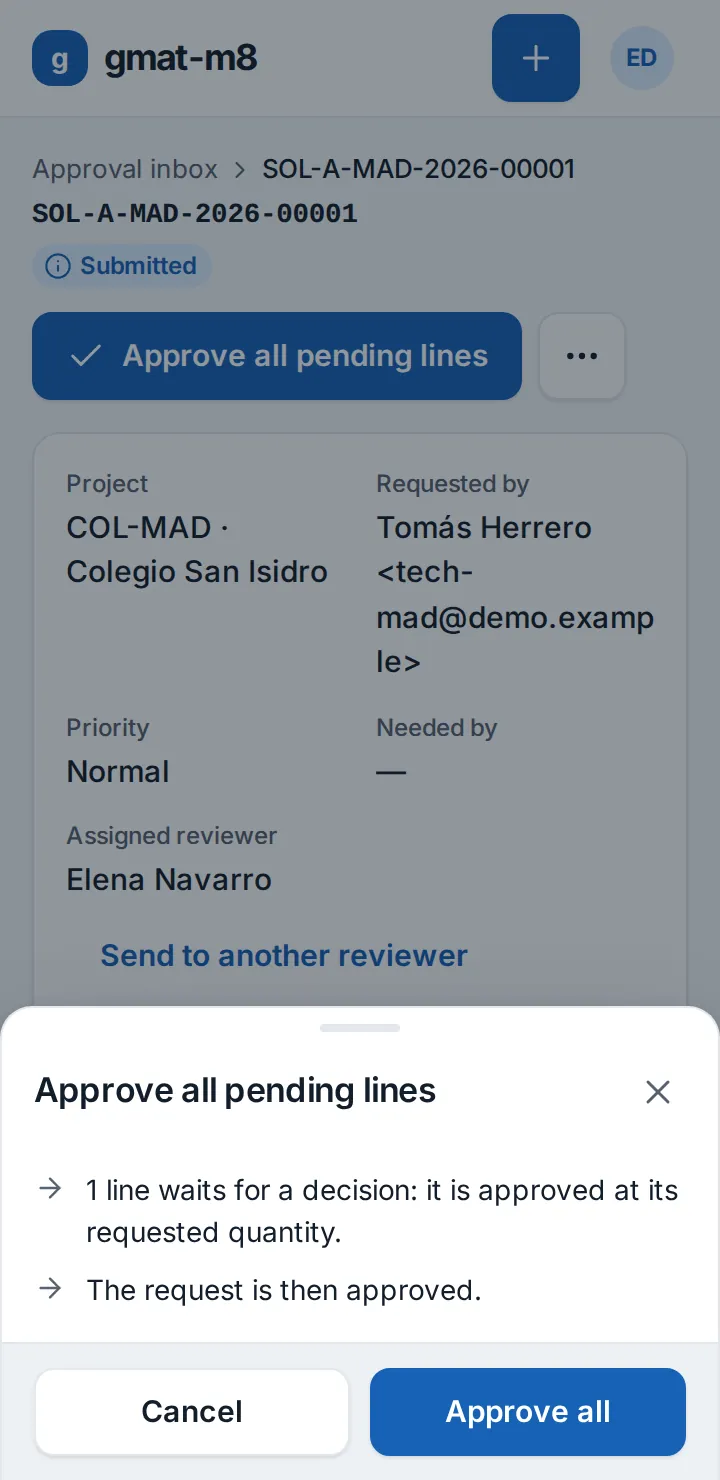 g gmat-m8 + ED
Approval inbox > SOL-A-MAD-2026-00001
SOL-A-MAD-2026-00001
Submitted
Approve all pending lines ...
Project
COL-MAD ·
Colegio San Isidro
Requested by
Tomás Herrero
<tech-
mad@demo.examp
le>
Priority
Normal
Needed by
—
Assigned reviewer
Elena Navarro
Send to another reviewer
Approve all pending lines
→ 1 line waits for a decision: it is approved at its
requested quantity.
→ The request is then approved.
Cancel
Approve all